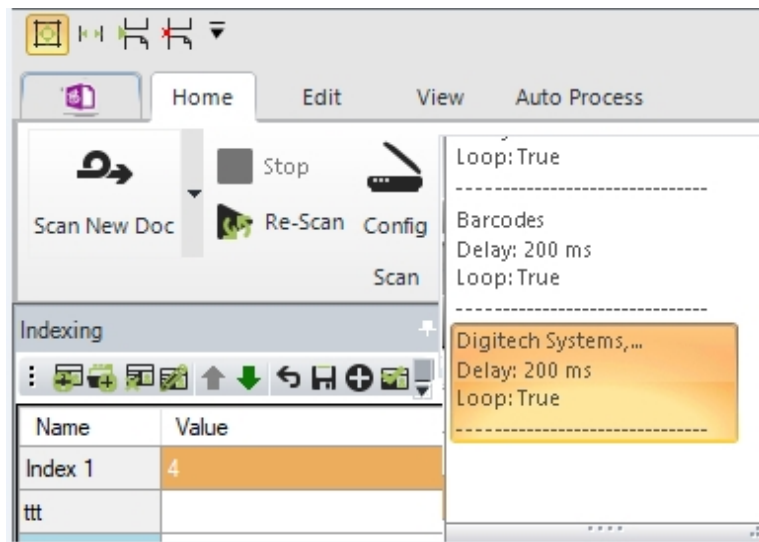 Home Edit View Auto Process
Scan New Doc
Stop
Re-Scan
Config
Scan
Loop: True
------------------------------
Barcodes
Delay: 200 ms
Loop: True
------------------------------
Digitech Systems,...
Delay: 200 ms
Loop: True
------------------------------
Indexing
Name Value
Index 1 4
ttt